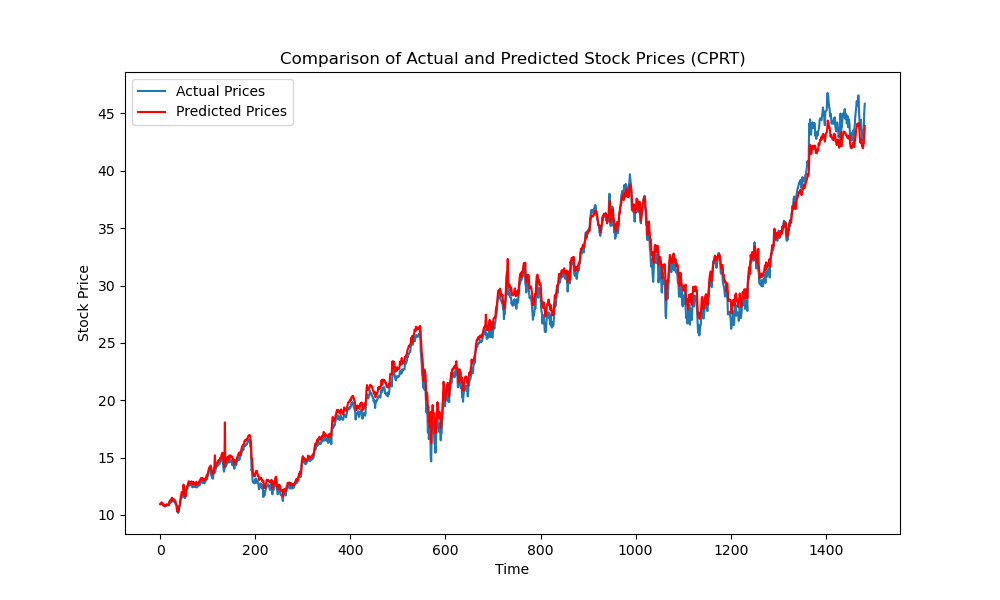 Comparison of Actual and Predicted Stock Prices (CPRT)
Actual Prices
Predicted Prices
45
40
35
30
25
20
15
10
Stock Price
0 200 400 600 800 1000 1200 1400
Time